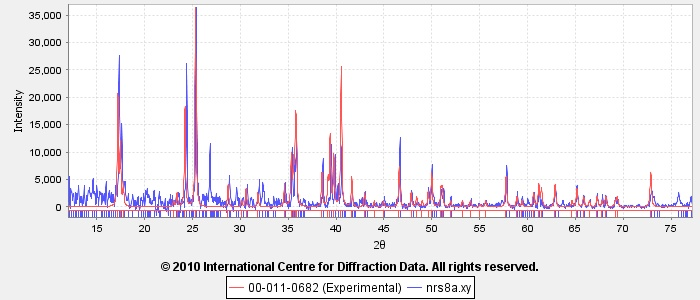 35,000
30,000
25,000
20,000
15,000
10,000
5,000
0
Intensity
15 20 25 30 35 40 45 50 55 60 65 70 75
2θ
© 2010 International Centre for Diffraction Data. All rights reserved.
00-011-0682 (Experimental) nrs8a.xy